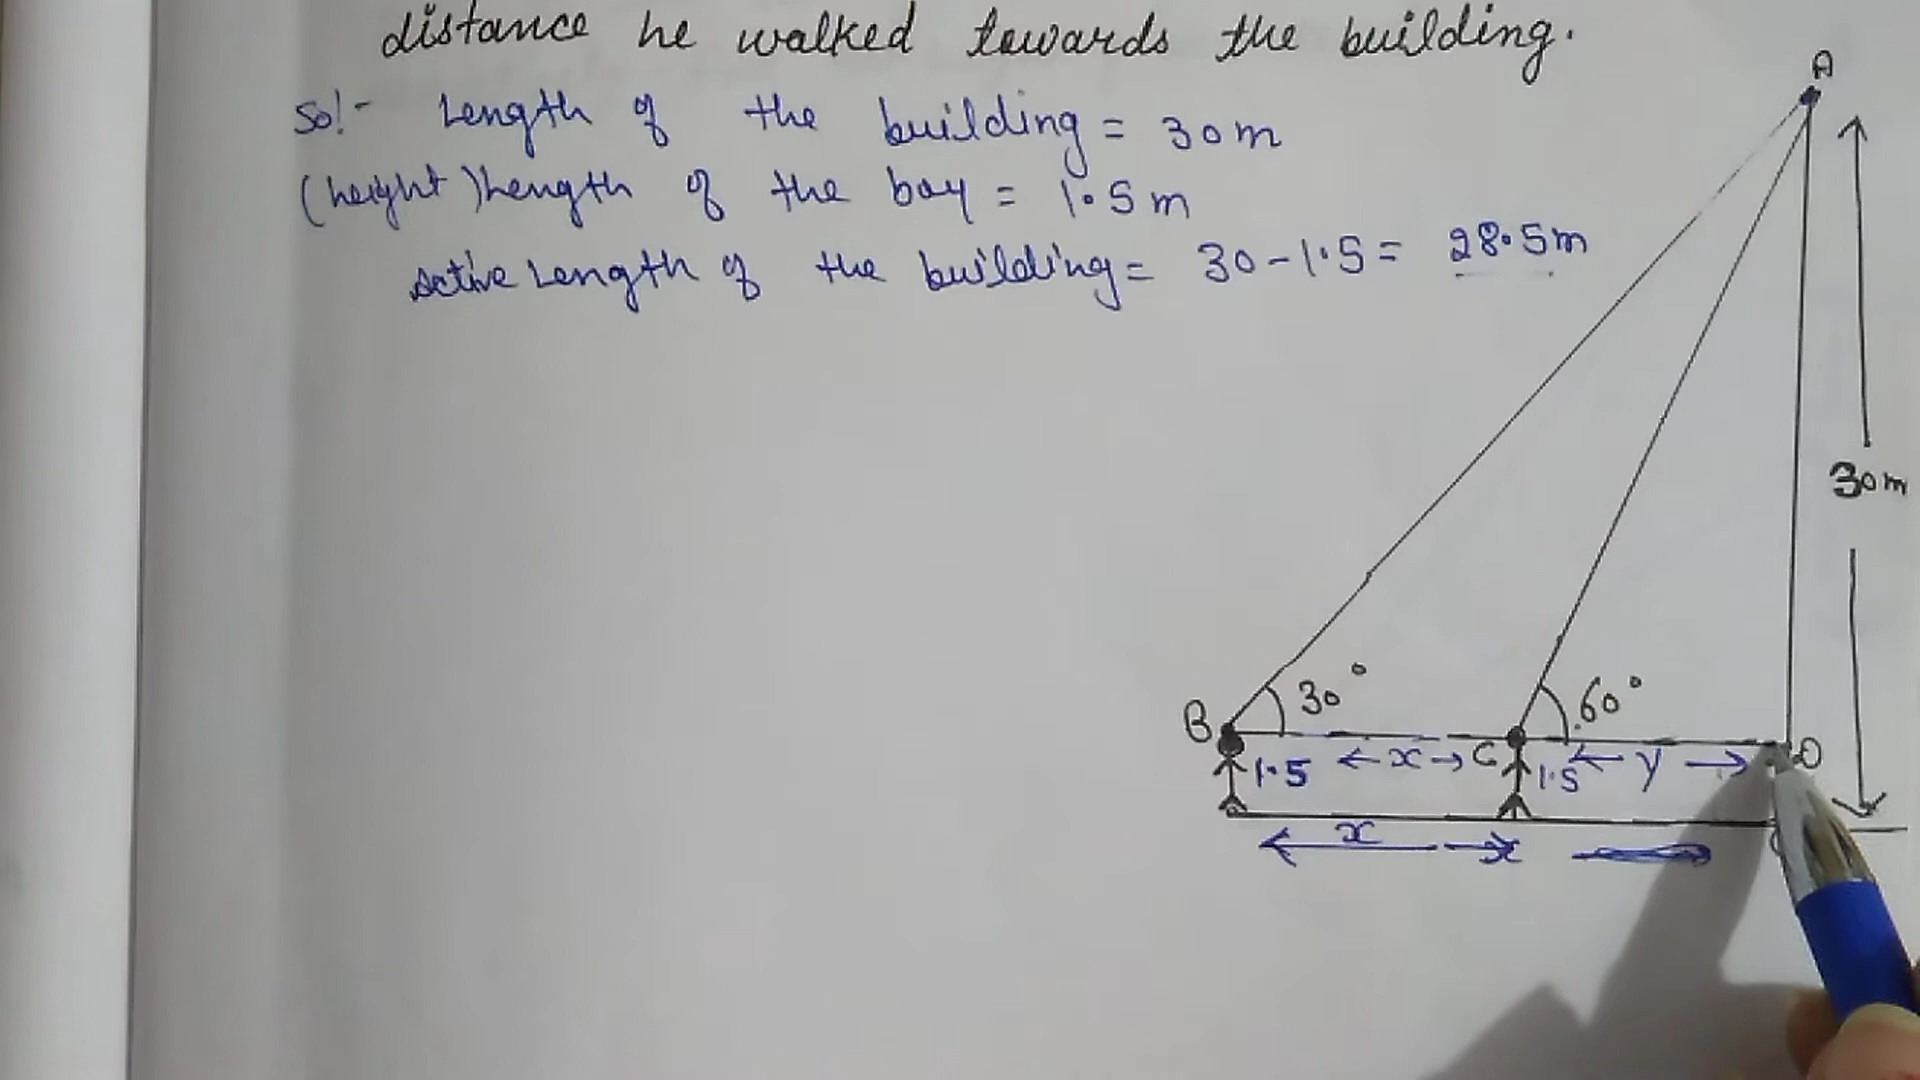 distance he walked towards the building.
Sol- Length of the building = 30m
(height) Length of the boy = 1.5m
Active Length of the building = 30-1.5 = 28.5m
A
30m
B 30° 60°
1.5 ←x→ C 1.5 ←y→ D
x